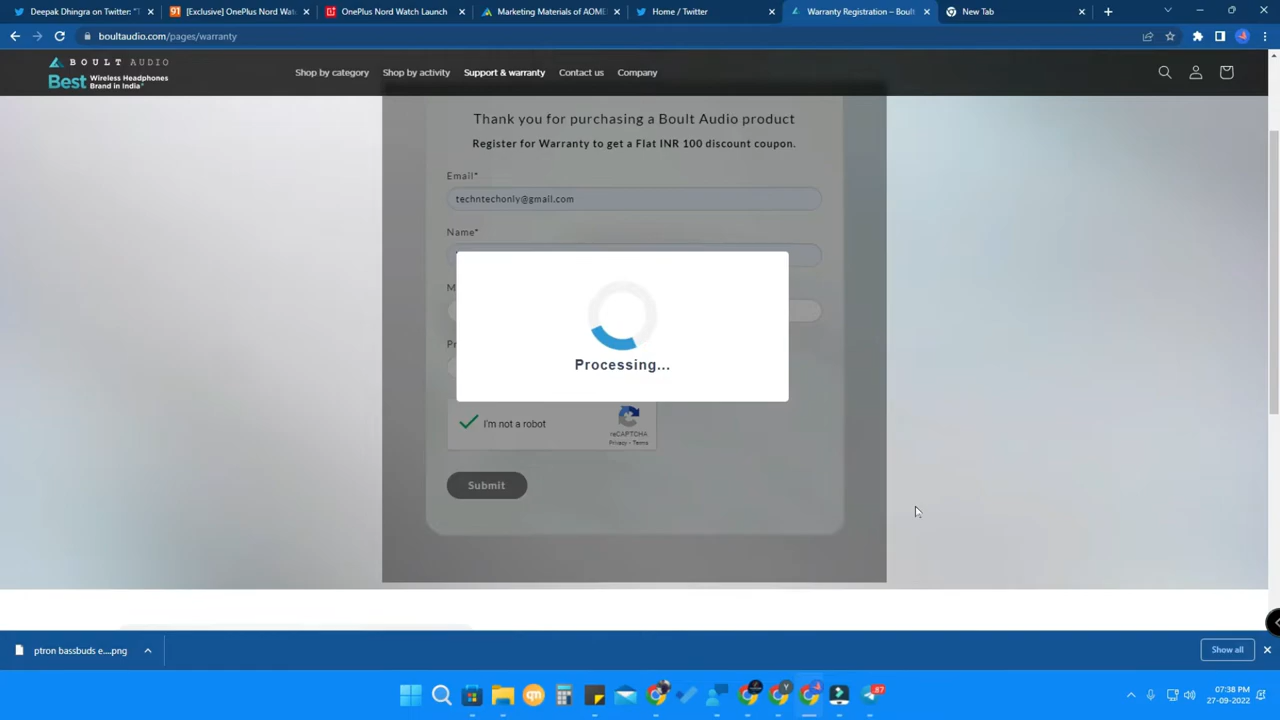 Deepak Dhingra on Twitter: "T
[Exclusive] OnePlus Nord Wat
OnePlus Nord Watch Launch
Marketing Materials of AOME
Home / Twitter
Warranty Registration – Boult
New Tab
boultaudio.com/pages/warranty
BOULT AUDIO
Best Wireless Headphones
Brand in India*
Shop by category
Shop by activity
Support & warranty
Contact us
Company
Thank you for purchasing a Boult Audio product
Register for Warranty to get a Flat INR 100 discount coupon.
Email*
techntechonly@gmail.com
Name*
M
Pr
Processing...
I'm not a robot
reCAPTCHA
Privacy - Terms
Submit
ptron bassbuds e....png
Show all
87
07:38 PM
27-09-2022